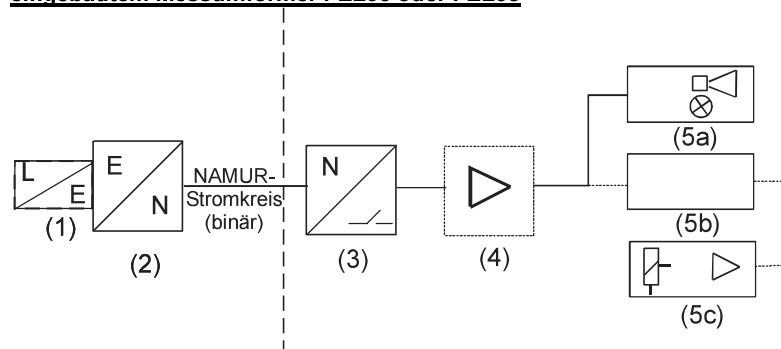 L
E
E
N
NAMUR-
Stromkreis
(binär)
N
(1)
(2)
(3)
(4)
(5a)
(5b)
(5c)